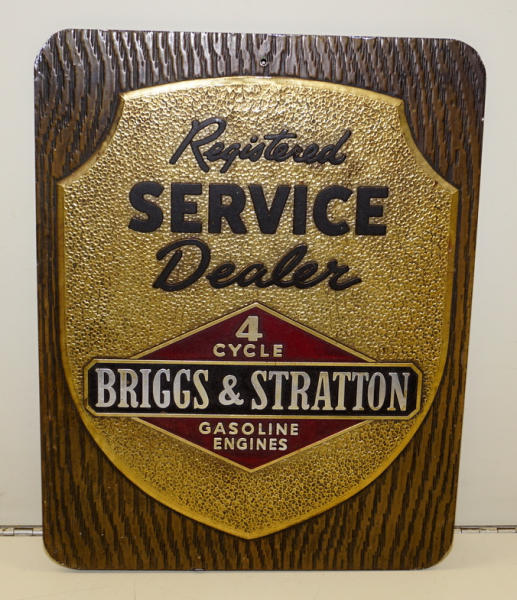 Registered
SERVICE
Dealer
4
CYCLE
BRIGGS & STRATTON
GASOLINE
ENGINES